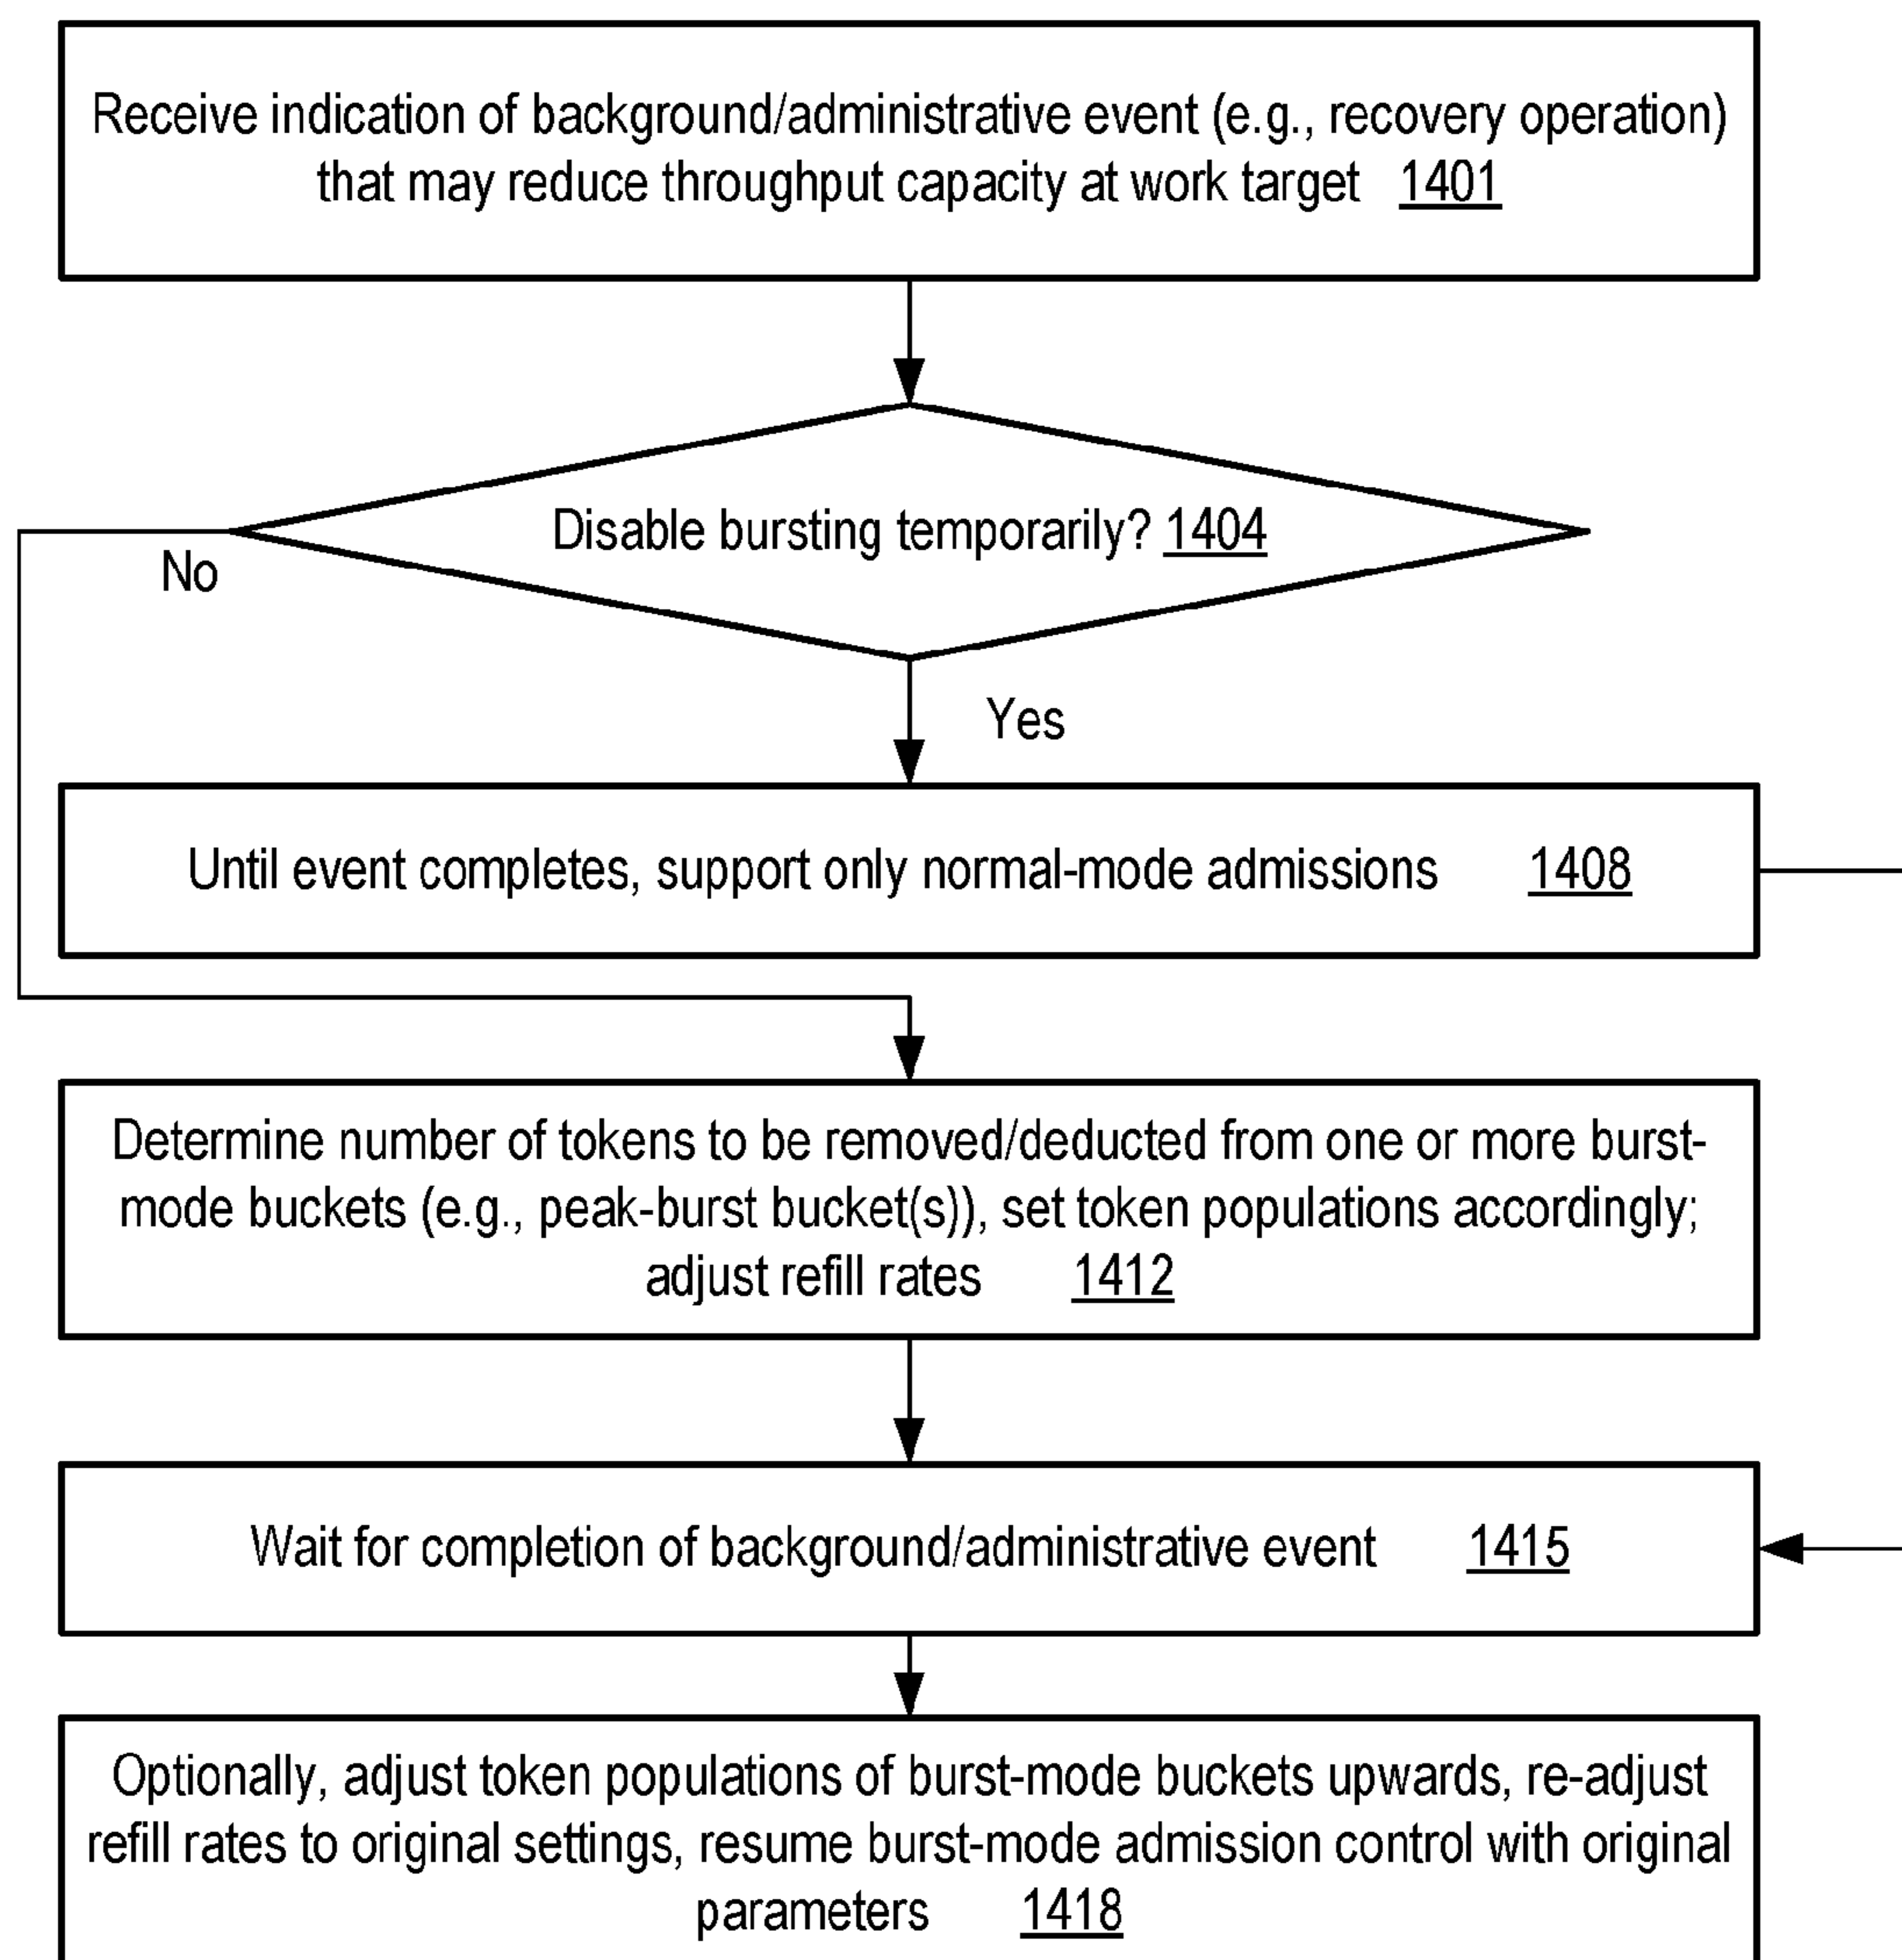 Receive indication of background/administrative event (e.g., recovery operation)
that may reduce throughput capacity at work target 1401
Disable bursting temporarily? 1404
No
Yes
Until event completes, support only normal-mode admissions 1408
Determine number of tokens to be removed/deducted from one or more burst-
mode buckets (e.g., peak-burst bucket(s)), set token populations accordingly;
adjust refill rates 1412
Wait for completion of background/administrative event 1415
Optionally, adjust token populations of burst-mode buckets upwards, re-adjust
refill rates to original settings, resume burst-mode admission control with original
parameters 1418